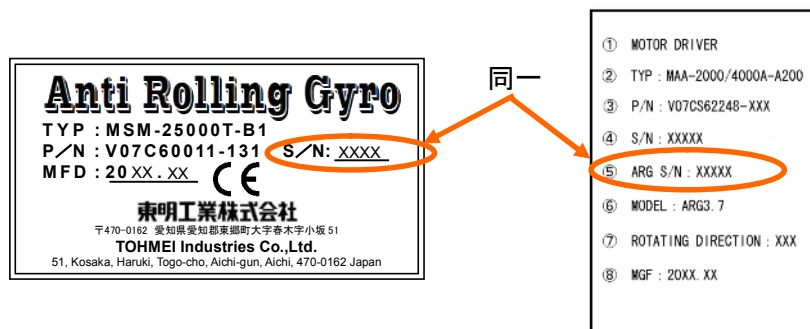 Anti Rolling Gyro
TYP : MSM-25000T-B1
P／N : V07C60011-131 S／N: XXXX
MFD : 20 XX . XX CE
東明工業株式会社
〒470-0162 愛知県愛知郡東郷町大字春木字小坂 51
TOHMEI Industries Co.,Ltd.
51, Kosaka, Haruki, Togo-cho, Aichi-gun, Aichi, 470-0162 Japan
同一
① MOTOR DRIVER
② TYP : MAA-2000/4000A-A200
③ P/N : V07CS62248-XXX
④ S/N : XXXXX
⑤ ARG S/N : XXXXX
⑥ MODEL : ARG3.7
⑦ ROTATING DIRECTION : XXX
⑧ MGF : 20XX. XX